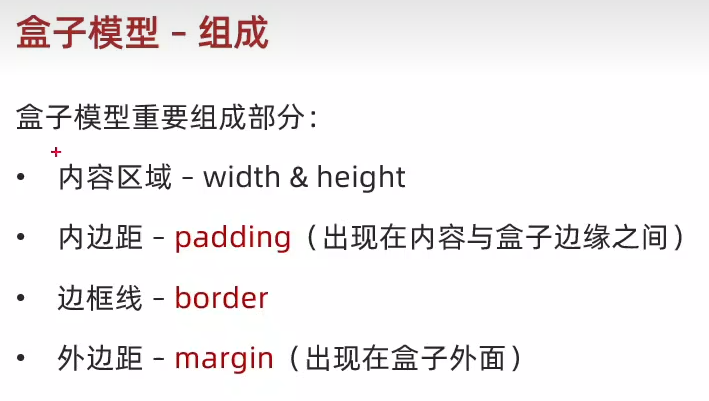 盒子模型 – 组成
盒子模型重要组成部分：
• 内容区域 – width & height
• 内边距 – padding（出现在内容与盒子边缘之间）
• 边框线 – border
• 外边距 – margin（出现在盒子外面）